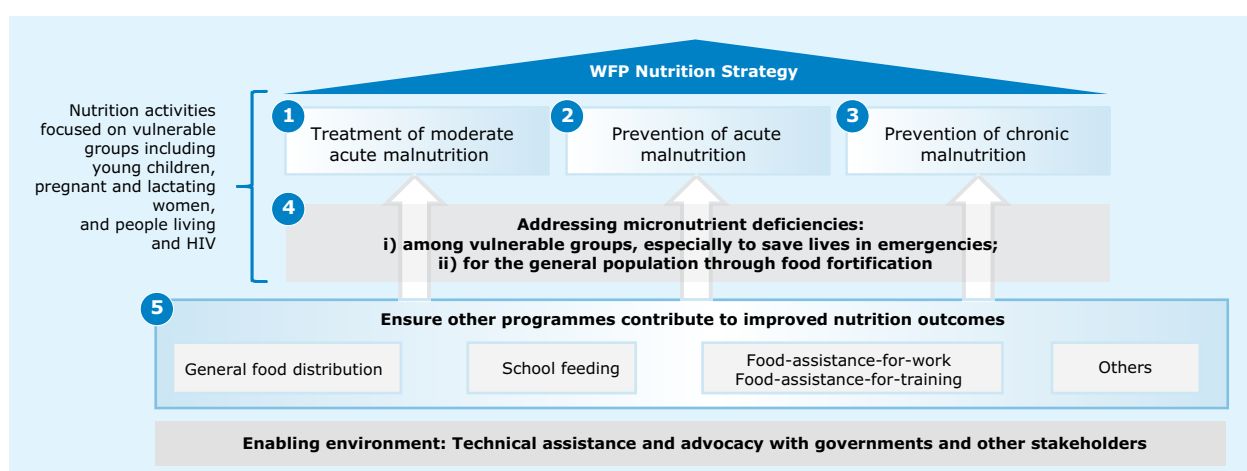 WFP Nutrition Strategy
Nutrition activities
focused on vulnerable
groups including
young children,
pregnant and lactating
women,
and people living
and HIV
1
Treatment of moderate
acute malnutrition
2
Prevention of acute
malnutrition
3
Prevention of chronic
malnutrition
4
Addressing micronutrient deficiencies:
i) among vulnerable groups, especially to save lives in emergencies;
ii) for the general population through food fortification
5
Ensure other programmes contribute to improved nutrition outcomes
General food distribution
School feeding
Food-assistance-for-work
Food-assistance-for-training
Others
Enabling environment: Technical assistance and advocacy with governments and other stakeholders